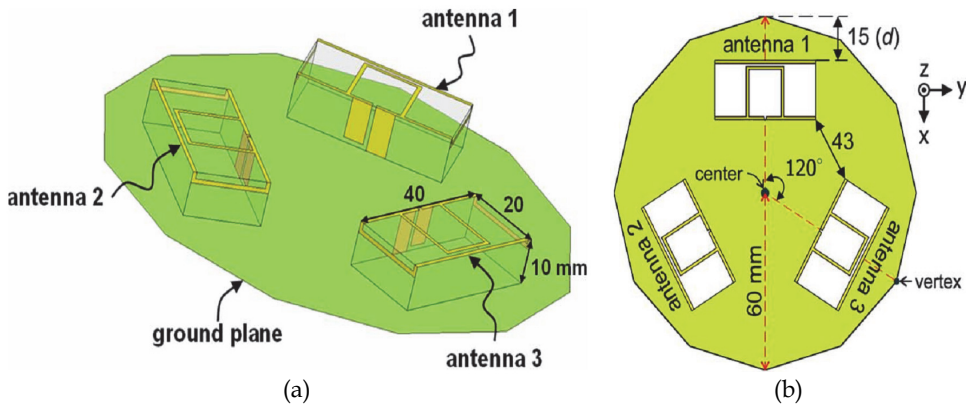 antenna 1
antenna 2
40
20
10 mm
antenna 3
ground plane
(a)
15 (d)
antenna 1
z
y
x
43
center
120°
antenna 2
antenna 3
60 mm
vertex
(b)